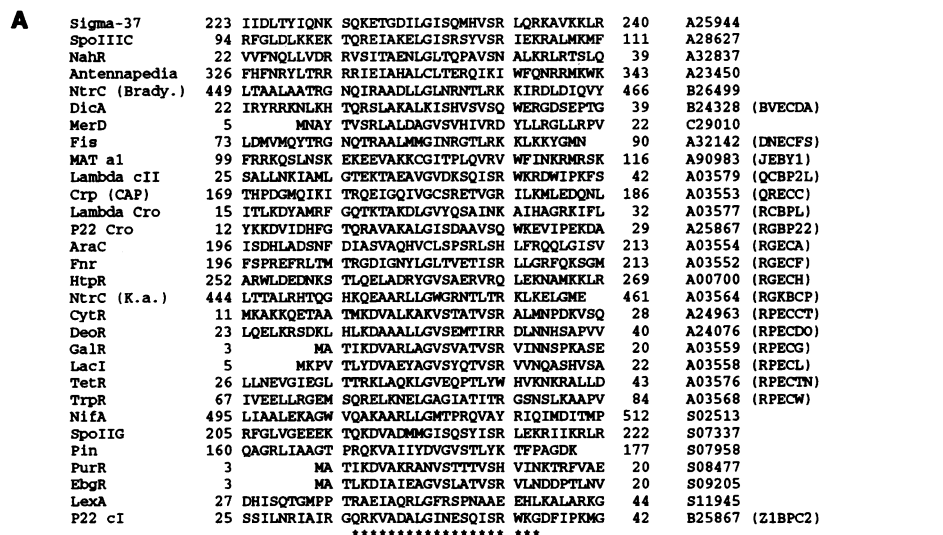 A
Sigma-37 223 IIDLTYIQNK SQKETGDILGISQMHVSR LQRKAVKKLR 240 A25944
SpoIIIC 94 RFGLDLKKEK TQREIAKELGISRSYVSR IEKRALMKMF 111 A28627
NahR 22 VVFNQLLVDR RVSITAENLGLTQPAVSN ALKRLRTSLQ 39 A32837
Antennapedia 326 FHFNRYLTRR RRIEIAHALCLTERQIKI WFQNRRMKWK 343 A23450
NtrC (Brady.) 449 LTAALAATRG NQIRAADLLGLNRNTLRK KIRDLDIQVY 466 B26499
DicA 22 IRYRRKNLKH TQRSLAKALKISHVSVSQ WERGDSEPTG 39 B24328 (BVECDA)
MerD 5 MNAY TVSRLALDAGVSVHIVRD YLLRGLLRPV 22 C29010
Fis 73 LDMVMQYTRG NQTRAALMMGINRGTLRK KLKKYGMN 90 A32142 (DNECFS)
MAT a1 99 FRRKQSLNSK EKEEVAKKCGITPLQVRV WFINKRMRSK 116 A90983 (JEBY1)
Lambda cII 25 SALLNKIAML GTEKTAEAVGVDKSQISR WKRDWIPKFS 42 A03579 (QCBP2L)
Crp (CAP) 169 THPDGMQIKI TRQEIGQIVGCSRETVGR ILKMLEDQNL 186 A03553 (QRECC)
Lambda Cro 15 ITLKDYAMRF GQTKTAKDLGVYQSAINK AIHAGRKIFL 32 A03577 (RCBPL)
P22 Cro 12 YKKDVIDHFG TQRAVAKALGISDAAVSQ WKEVIPEKDA 29 A25867 (RGBP22)
AraC 196 ISDHLADSNF DIASVAQHVCLSPSRLSH LFRQQLGISV 213 A03554 (RGECA)
Fnr 196 FSPREFRLTM TRGDIGNYLGLTVETISR LLGRFQKSGM 213 A03552 (RGECF)
HtpR 252 ARWLDEDNKS TLQELADRYGVSAERVRQ LEKNAMKKLR 269 A00700 (RGECH)
NtrC (K.a.) 444 LTTALRHTQG HKQEAARLLGWGRNTLTR KLKELGME 461 A03564 (RGKBCP)
CytR 11 MKAKKQETAA TMKDVALKAKVSTATVSR ALMNPDKVSQ 28 A24963 (RPECCT)
DeoR 23 LQELKRSDKL HLKDAAALLGVSEMTIRR DLNNHSAPVV 40 A24076 (RPECDO)
GalR 3 MA TIKDVARLAGVSVATVSR VINNSPKASE 20 A03559 (RPECG)
LacI 5 MKPV TLYDVAEYAGVSYQTVSR VVNQASHVSA 22 A03558 (RPECL)
TetR 26 LLNEVGIEGL TTRKLAQKLGVEQPTLYW HVKNKRALLD 43 A03576 (RPECTN)
TrpR 67 IVEELLRGEM SQRELKNELGAGIATITR GSNSLKAAPV 84 A03568 (RPECW)
NifA 495 LIAALEKAGW VQAKAARLLGMTPRQVAY RIQIMDITMP 512 S02513
SpoIIG 205 RFGLVGEEEK TQKDVADMMGISQSYISR LEKRIIKRLR 222 S07337
Pin 160 QAGRLIAAGT PRQKVAIIYDVGVSTLYK TFPAGDK 177 S07958
PurR 3 MA TIKDVAKRANVSTTTVSH VINKTRFVAE 20 S08477
EbgR 3 MA TLKDIAIEAGVSLATVSR VLNDDPTLNV 20 S09205
LexA 27 DHISQTGMPP TRAEIAQRLGFRSPNAAE EHLKALARKG 44 S11945
P22 cI 25 SSILNRIAIR GQRKVADALGINESQISR WKGDFIPKMG 42 B25867 (Z1BPC2)
***************** ***